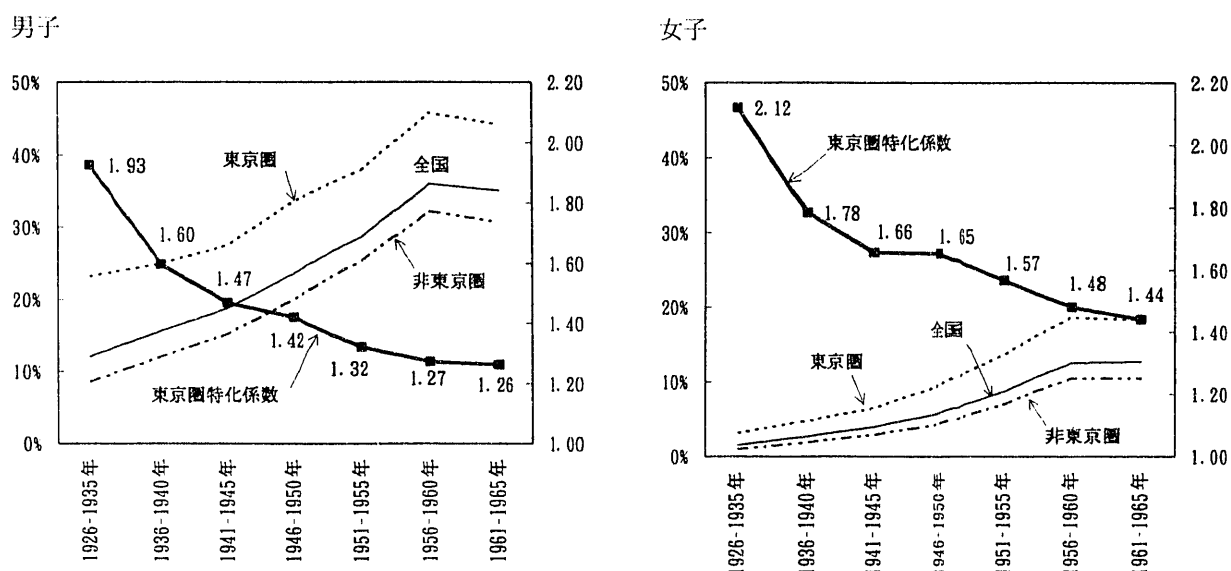 男子
50%
40%
30%
20%
10%
0%
2.20
2.00
1.80
1.60
1.40
1.20
1.00
1.93
1.60
1.47
1.42
1.32
1.27
1.26
東京圏
全国
非東京圏
東京圏特化係数
1926-1935年
1936-1940年
1941-1945年
1946-1950年
1951-1955年
1956-1960年
1961-1965年
女子
50%
40%
30%
20%
10%
0%
2.20
2.00
1.80
1.60
1.40
1.20
1.00
2.12
1.78
1.66
1.65
1.57
1.48
1.44
東京圏特化係数
東京圏
全国
非東京圏
1926-1935年
1936-1940年
1941-1945年
1946-1950年
1951-1955年
1956-1960年
1961-1965年